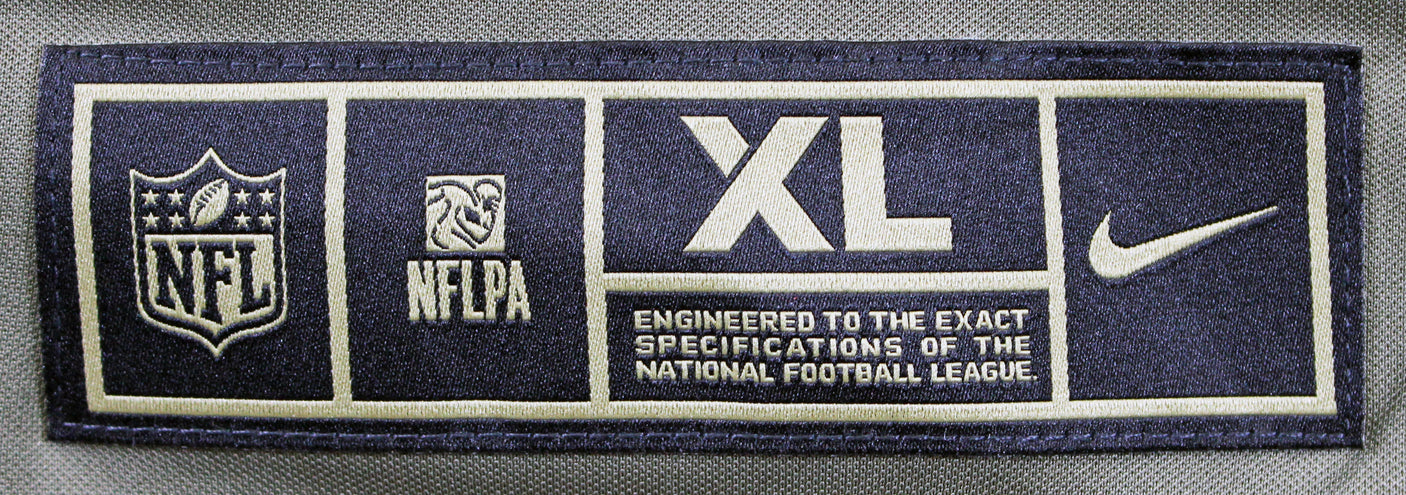 NFL
NFLPA
XL
ENGINEERED TO THE EXACT
SPECIFICATIONS OF THE
NATIONAL FOOTBALL LEAGUE.